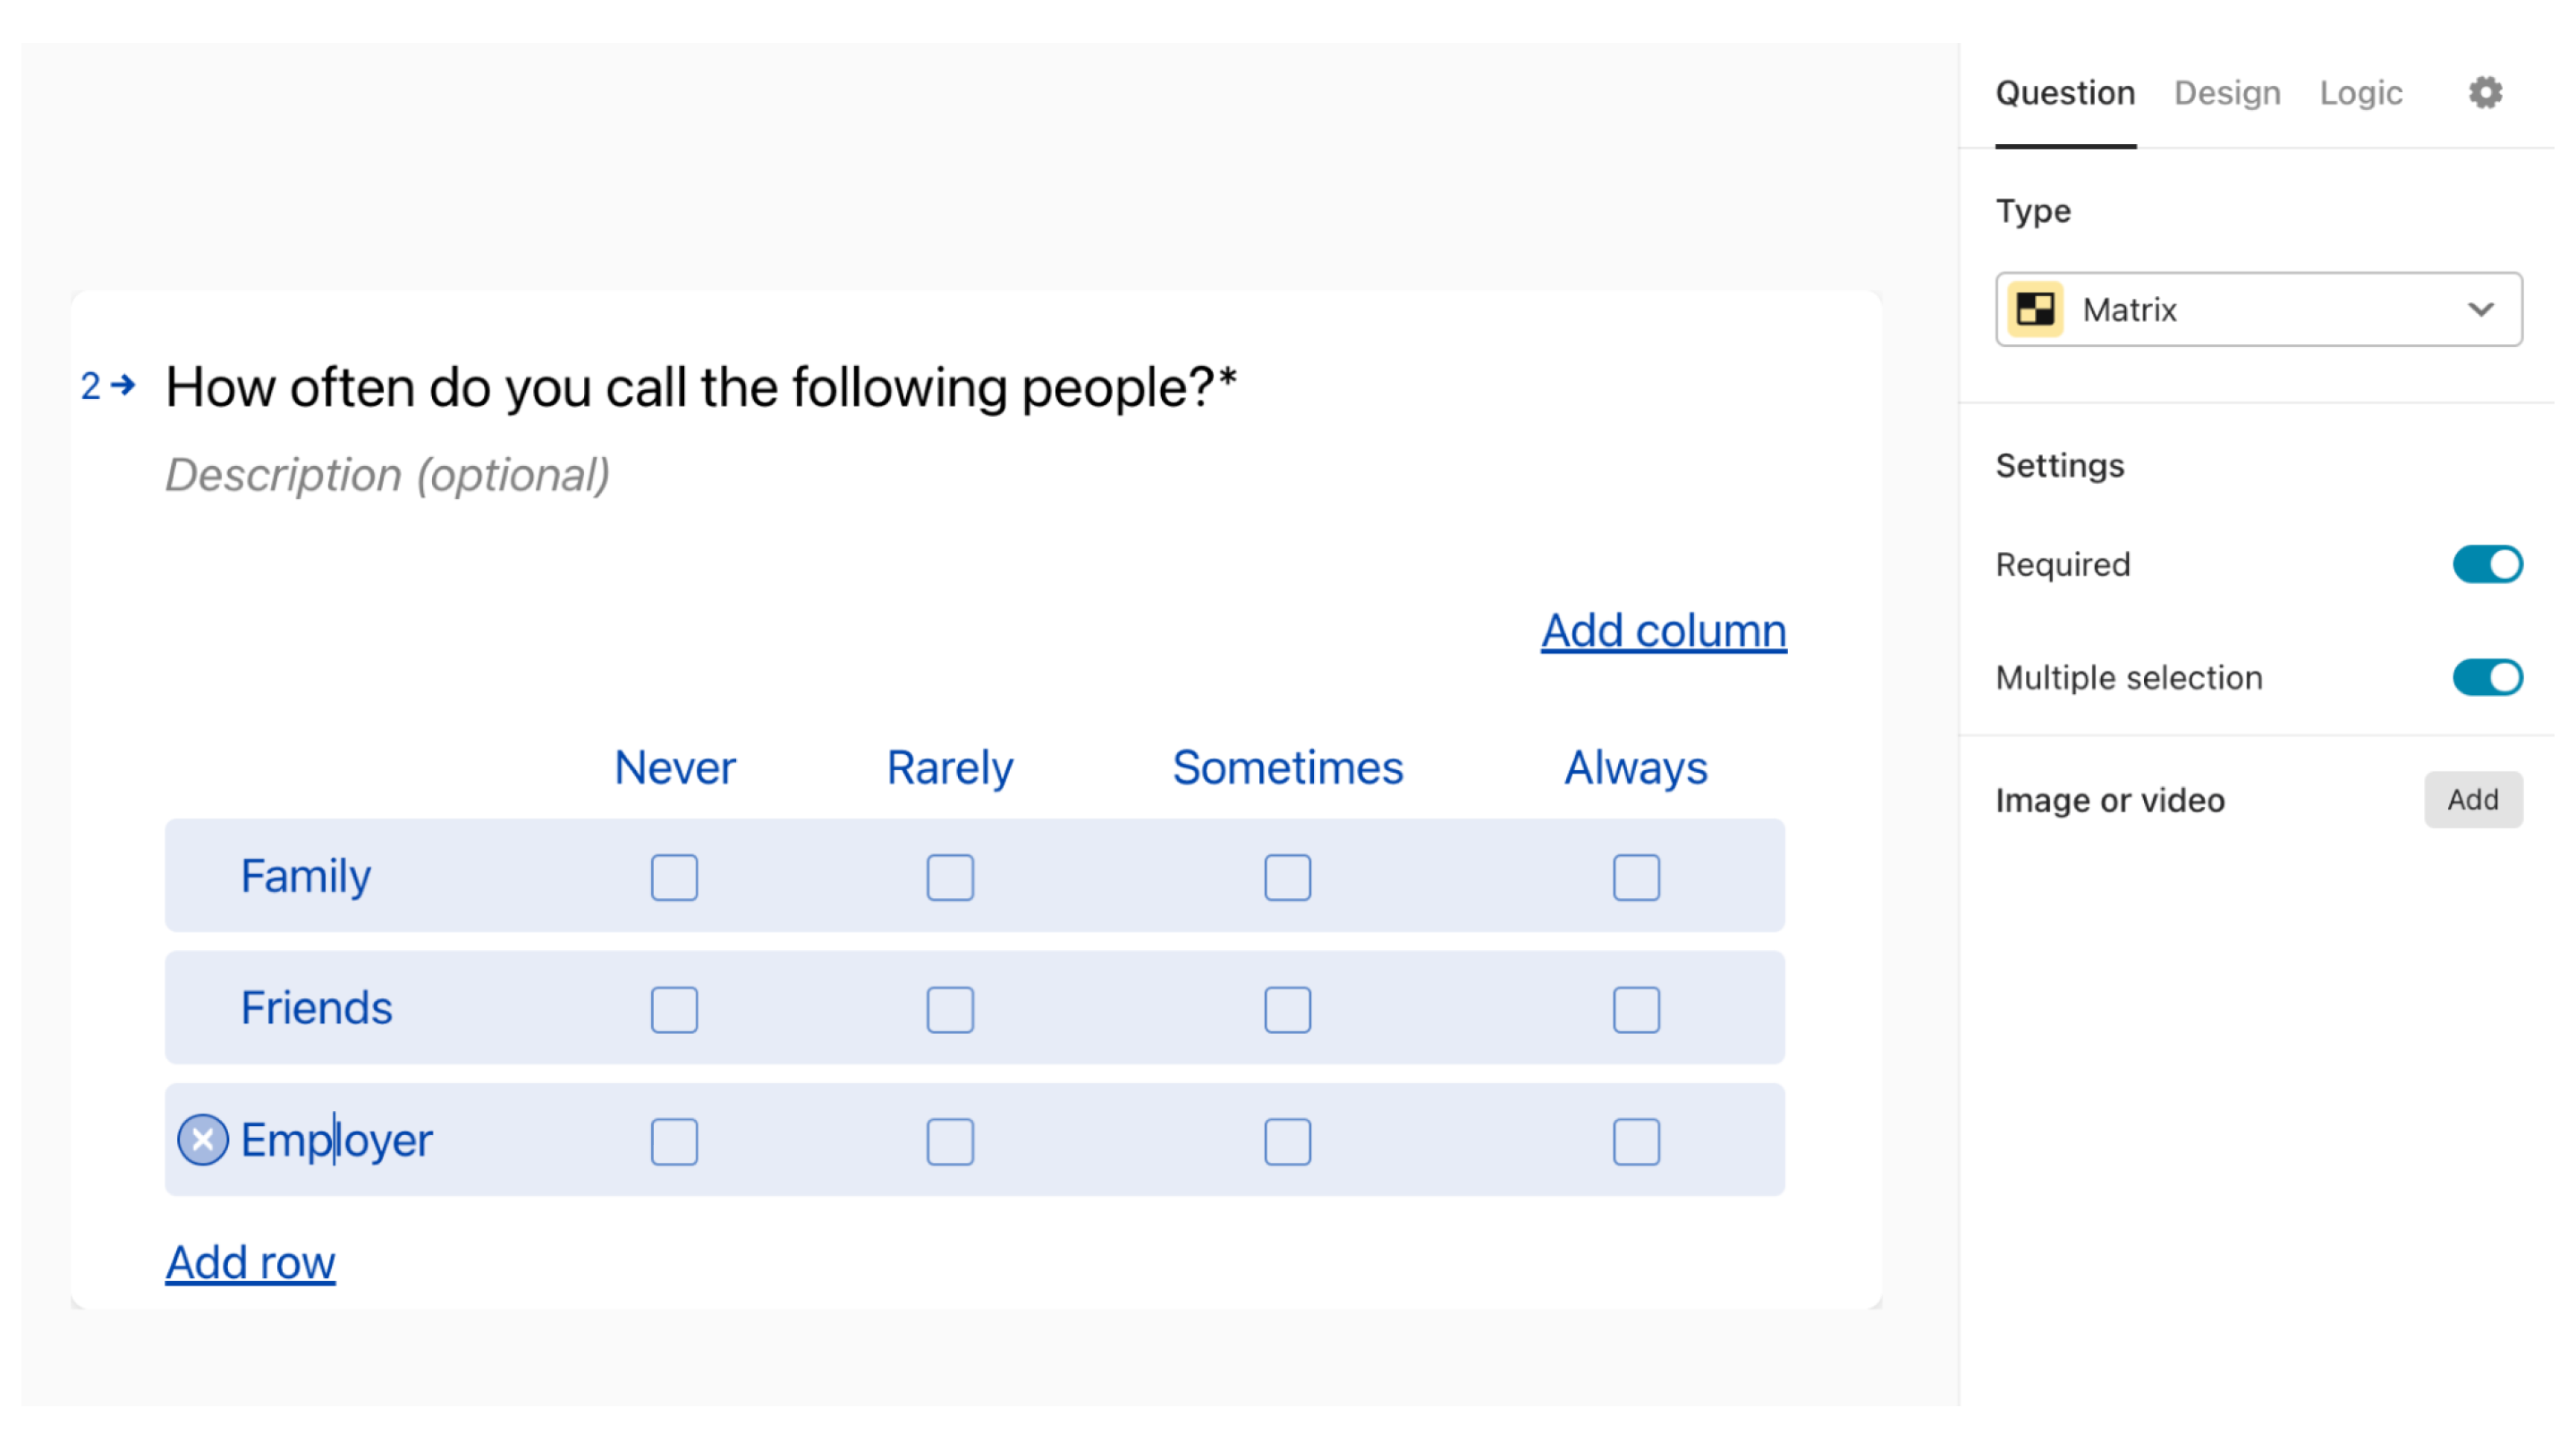 2 → How often do you call the following people?*
Description (optional)
Add column
Never Rarely Sometimes Always
Family
Friends
Employer
Add row
Question Design Logic
Type
Matrix
Settings
Required
Multiple selection
Image or video Add